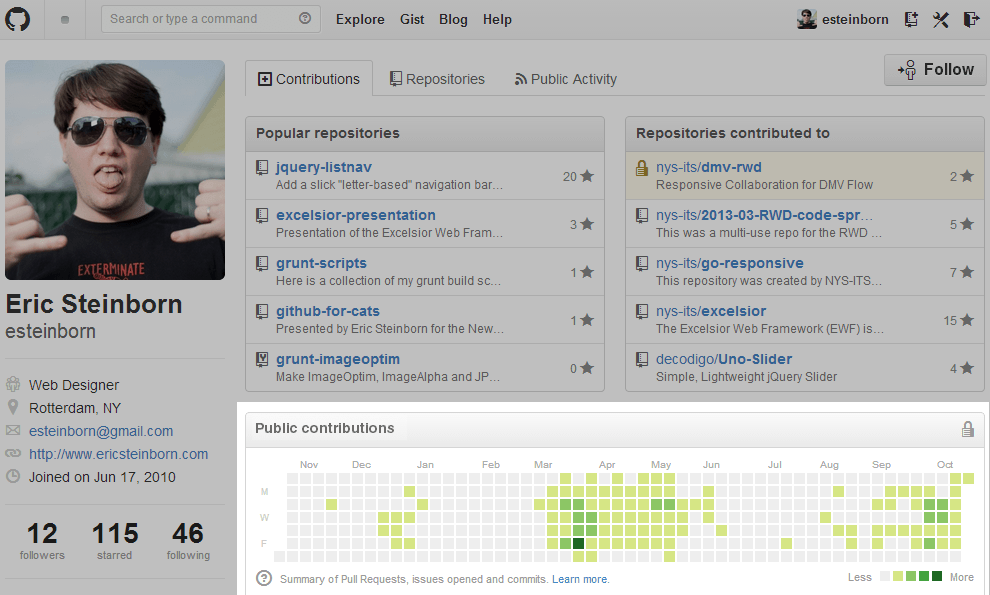 Search or type a command
Explore Gist Blog Help
esteinborn
Contributions
Repositories
Public Activity
Follow
EXTERMINATE
Eric Steinborn
esteinborn
Web Designer
Rotterdam, NY
esteinborn@gmail.com
http://www.ericsteinborn.com
Joined on Jun 17, 2010
12 115 46
followers starred following
Popular repositories
jquery-listnav
Add a slick "letter-based" navigation bar…
20
excelsior-presentation
Presentation of the Excelsior Web Fram…
3
grunt-scripts
Here is a collection of my grunt build sc…
1
github-for-cats
Presented by Eric Steinborn for the New…
1
grunt-imageoptim
Make ImageOptim, ImageAlpha and JP…
0
Repositories contributed to
nys-its/dmv-rwd
Responsive Collaboration for DMV Flow
2
nys-its/2013-03-RWD-code-spr…
This was a multi-use repo for the RWD …
5
nys-its/go-responsive
This repository was created by NYS-ITS…
7
nys-its/excelsior
The Excelsior Web Framework (EWF) is…
15
decodigo/Uno-Slider
Simple, Lightweight jQuery Slider
4
Public contributions
Nov Dec Jan Feb Mar Apr May Jun Jul Aug Sep Oct
M
W
F
Summary of Pull Requests, issues opened and commits. Learn more.
Less More